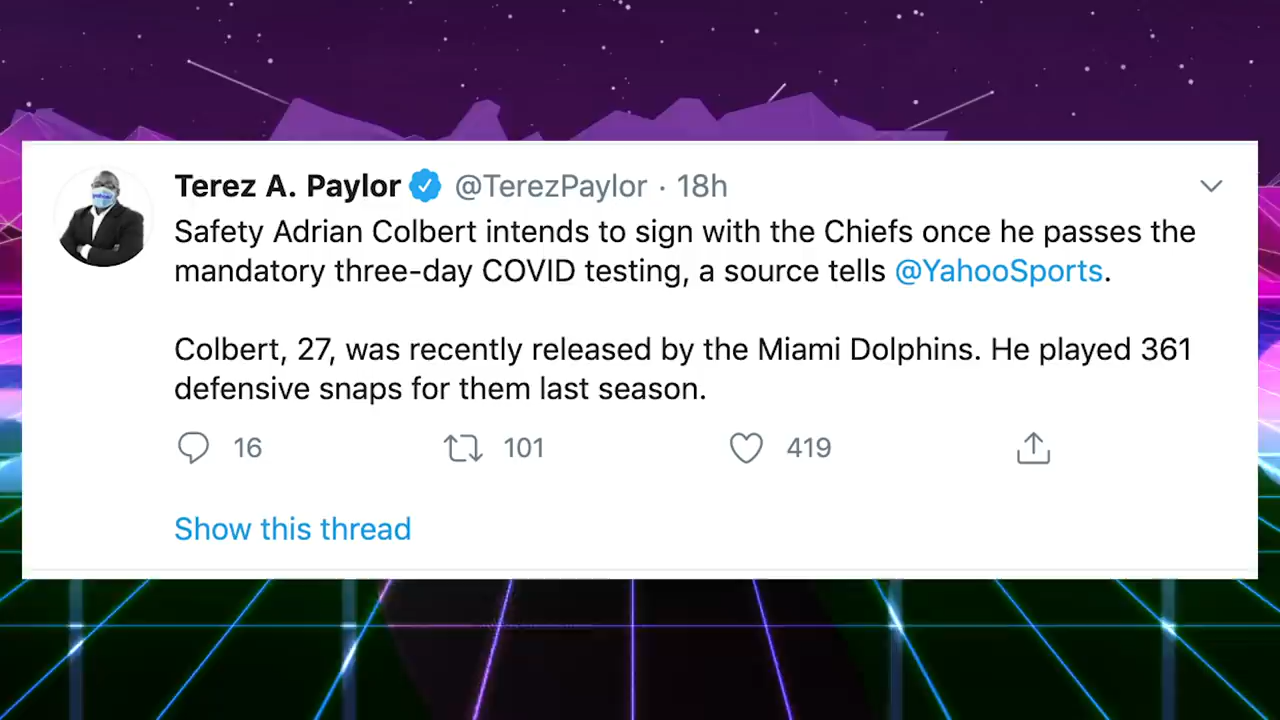 Terez A. Paylor @TerezPaylor · 18h
Safety Adrian Colbert intends to sign with the Chiefs once he passes the
mandatory three-day COVID testing, a source tells @YahooSports.
Colbert, 27, was recently released by the Miami Dolphins. He played 361
defensive snaps for them last season.
16 101 419
Show this thread